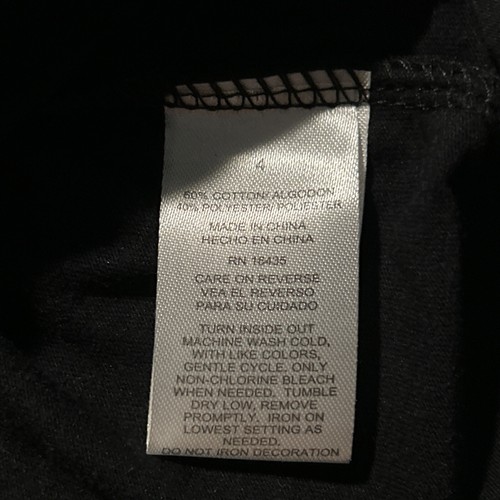 4
60% COTTON/ ALGODON
40% POLYESTER/ POLIESTER
MADE IN CHINA
HECHO EN CHINA
RN 16435
CARE ON REVERSE
VEA EL REVERSO
PARA SU CUIDADO
TURN INSIDE OUT
MACHINE WASH COLD,
WITH LIKE COLORS,
GENTLE CYCLE. ONLY
NON-CHLORINE BLEACH
WHEN NEEDED. TUMBLE
DRY LOW, REMOVE
PROMPTLY. IRON ON
LOWEST SETTING AS
NEEDED.
DO NOT IRON DECORATION